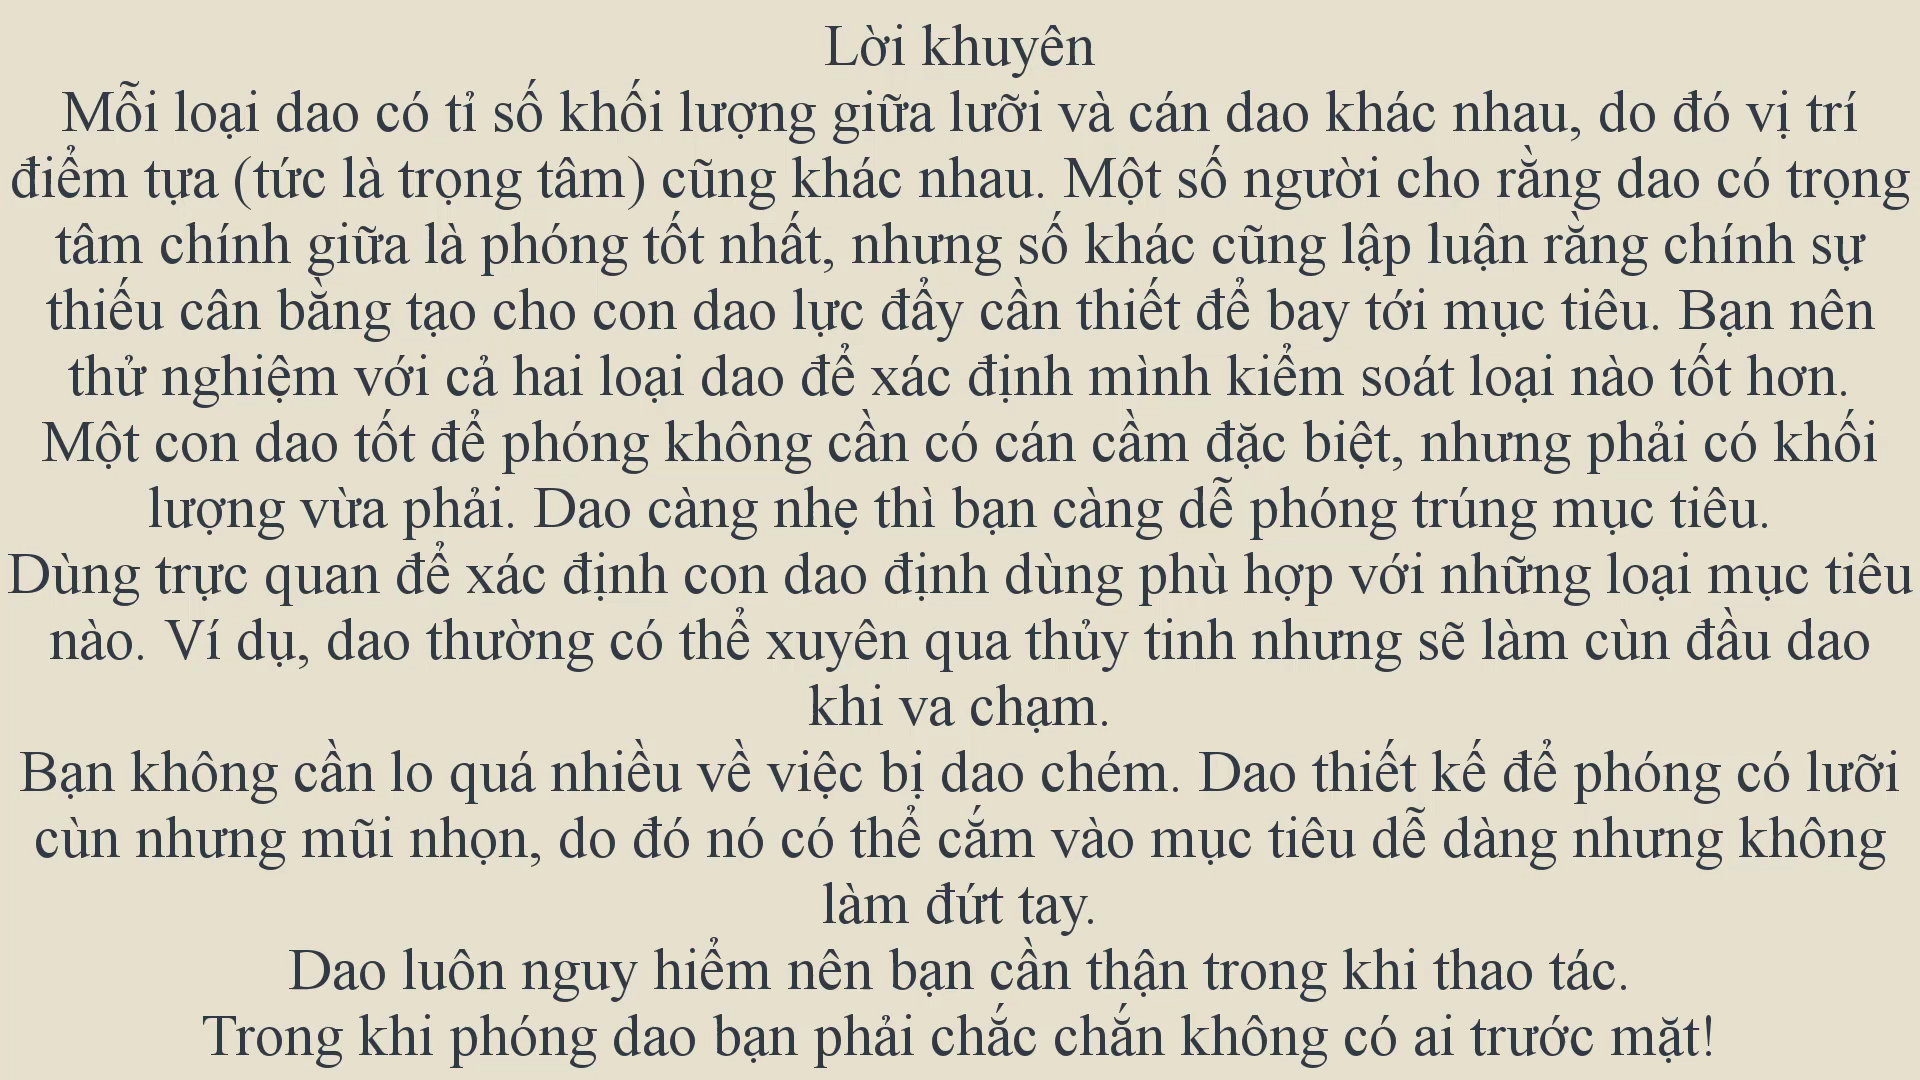 Lời khuyên
Mỗi loại dao có tỉ số khối lượng giữa lưỡi và cán dao khác nhau, do đó vị trí
điểm tựa (tức là trọng tâm) cũng khác nhau. Một số người cho rằng dao có trọng
tâm chính giữa là phóng tốt nhất, nhưng số khác cũng lập luận rằng chính sự
thiếu cân bằng tạo cho con dao lực đẩy cần thiết để bay tới mục tiêu. Bạn nên
thử nghiệm với cả hai loại dao để xác định mình kiểm soát loại nào tốt hơn.
Một con dao tốt để phóng không cần có cán cầm đặc biệt, nhưng phải có khối
lượng vừa phải. Dao càng nhẹ thì bạn càng dễ phóng trúng mục tiêu.
Dùng trực quan để xác định con dao định dùng phù hợp với những loại mục tiêu
nào. Ví dụ, dao thường có thể xuyên qua thủy tinh nhưng sẽ làm cùn đầu dao
khi va chạm.
Bạn không cần lo quá nhiều về việc bị dao chém. Dao thiết kế để phóng có lưỡi
cùn nhưng mũi nhọn, do đó nó có thể cắm vào mục tiêu dễ dàng nhưng không
làm đứt tay.
Dao luôn nguy hiểm nên bạn cần thận trong khi thao tác.
Trong khi phóng dao bạn phải chắc chắn không có ai trước mặt!